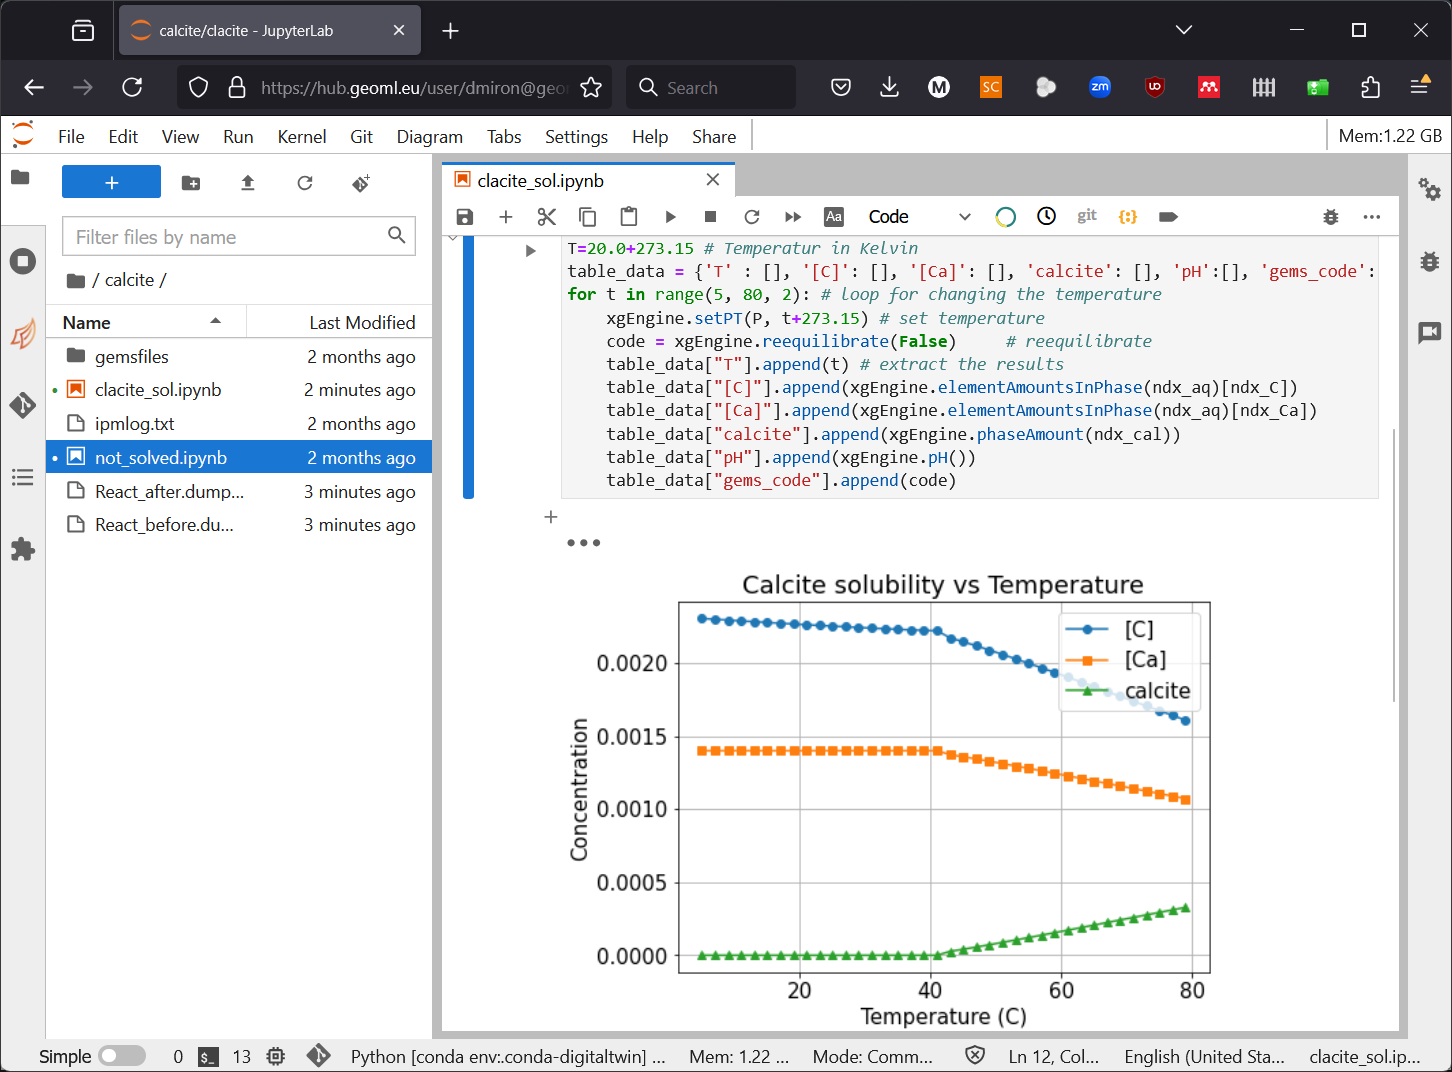 calcite/clacite - JupyterLab
https://hub.geoml.eu/user/dmiron@geor
Search
File Edit View Run Kernel Git Diagram Tabs Settings Help Share
Mem:1.22 GB
Filter files by name
/ calcite /
Name Last Modified
gemsfiles 2 months ago
clacite_sol.ipynb 2 minutes ago
ipmlog.txt 2 months ago
not_solved.ipynb 2 months ago
React_after.dump... 3 minutes ago
React_before.du... 3 minutes ago
clacite_sol.ipynb
Code
git
T=20.0+273.15 # Temperatur in Kelvin
table_data = {'T' : [], '[C]': [], '[Ca]': [], 'calcite': [], 'pH':[], 'gems_code':
for t in range(5, 80, 2): # loop for changing the temperature
xgEngine.setPT(P, t+273.15) # set temperature
code = xgEngine.reequilibrate(False) # reequilibrate
table_data["T"].append(t) # extract the results
table_data["[C]"].append(xgEngine.elementAmountsInPhase(ndx_aq)[ndx_C])
table_data["[Ca]"].append(xgEngine.elementAmountsInPhase(ndx_aq)[ndx_Ca])
table_data["calcite"].append(xgEngine.phaseAmount(ndx_cal))
table_data["pH"].append(xgEngine.pH())
table_data["gems_code"].append(code)
Calcite solubility vs Temperature
[C]
[Ca]
calcite
0.0020
0.0015
0.0010
0.0005
0.0000
Concentration
20 40 60 80
Temperature (C)
Simple 0 13 Python [conda env:.conda-digitaltwin] ... Mem: 1.22 ... Mode: Comm... Ln 12, Col... English (United Sta... clacite_sol.ip...